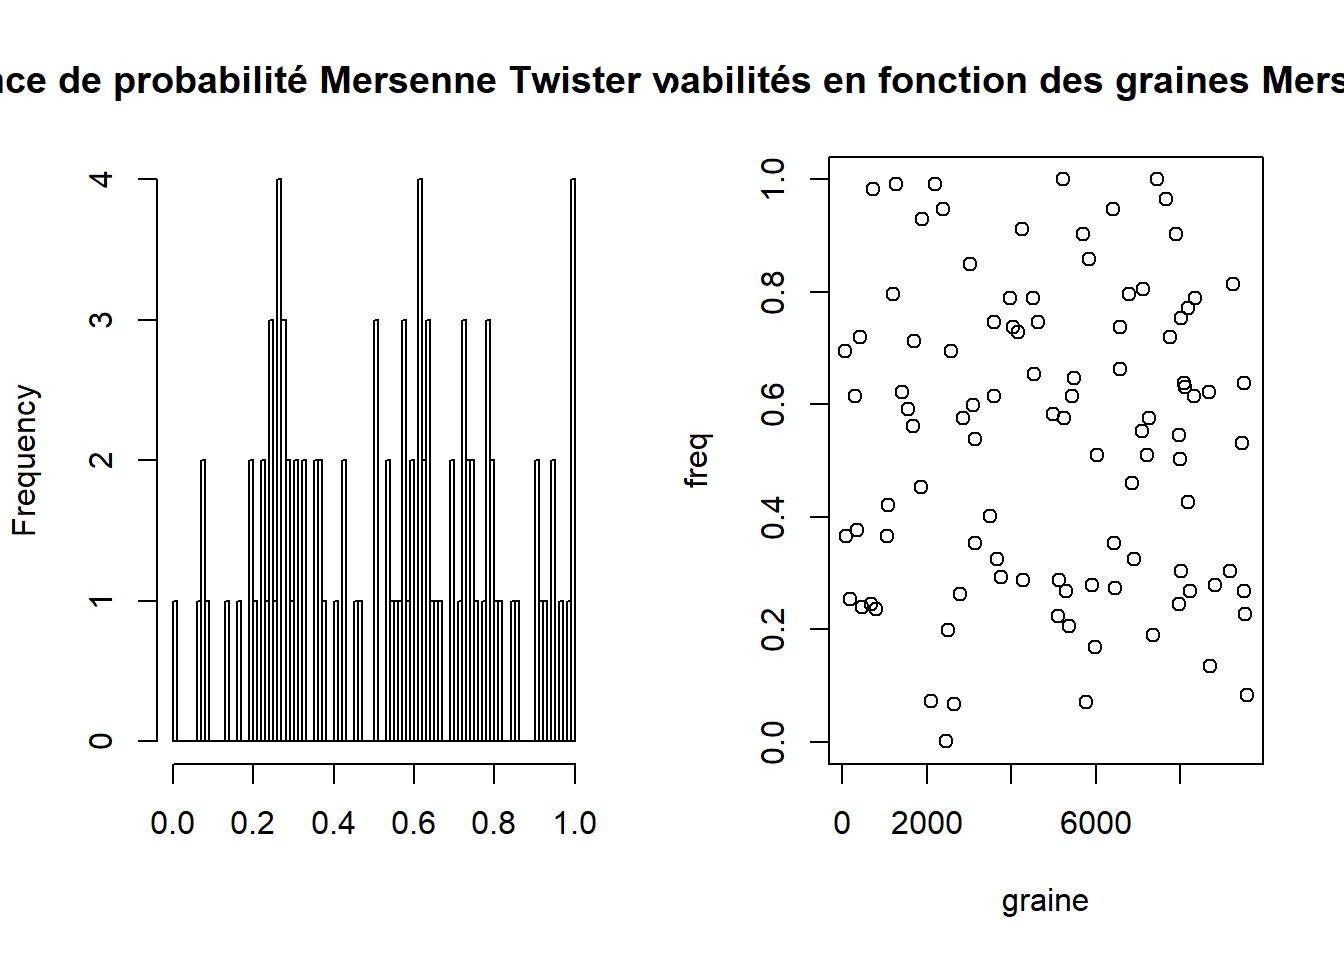 nce de probabilité Mersenne Twister
abilités en fonction des graines Mers
Frequency
4
3
2
1
0
0.0 0.2 0.4 0.6 0.8 1.0
freq
1.0
0.8
0.6
0.4
0.2
0.0
0 2000 6000
graine